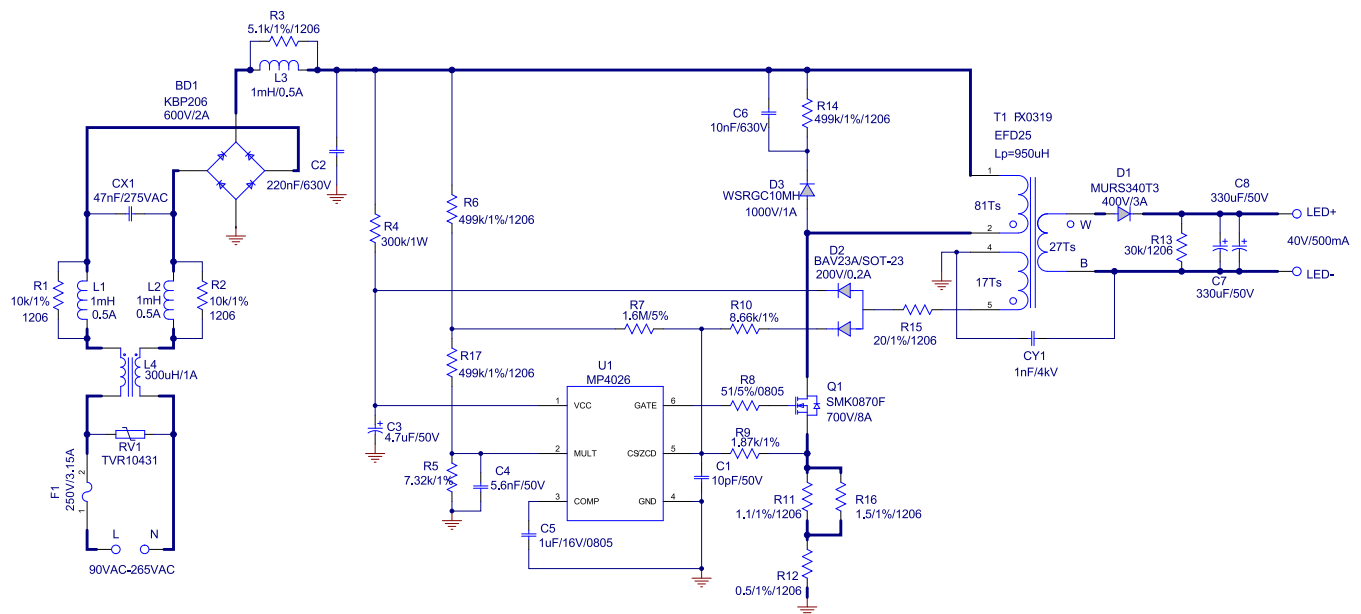 R3
5.1k/1%/1206
L3
1mH/0.5A
BD1
KBP206
600V/2A
CX1
47nF/275VAC
C2
220nF/630V
R1
10k/1%
1206
L1
1mH
0.5A
L2
1mH
0.5A
R2
10k/1%
1206
L4
300uH/1A
RV1
TVR10431
F1
250V/3.15A
2
1
L
N
90VAC-265VAC
R4
300k/1W
R6
499k/1%/1206
R17
499k/1%/1206
R7
1.6M/5%
R10
8.66k/1%
C3
4.7uF/50V
R5
7.32k/1%
C4
5.6nF/50V
C5
1uF/16V/0805
U1
MP4026
1
VCC
GATE
6
2
MULT
CS/ZCD
5
3
COMP
GND
4
C6
10nF/630V
R14
499k/1%/1206
D3
WSRGC10MH
1000V/1A
D2
BAV23A/SOT-23
200V/0.2A
R15
20/1%/1206
R8
51/5%/0805
Q1
SMK0870F
700V/8A
R9
1.87k/1%
C1
10pF/50V
R11
1.1/1%/1206
R16
1.5/1%/1206
R12
0.5/1%/1206
T1 FX0319
EFD25
Lp=950uH
1
81Ts
2
4
17Ts
5
27Ts
W
B
D1
MURS340T3
400V/3A
C8
330uF/50V
R13
30k/1206
C7
330uF/50V
LED+
40V/500mA
LED-
CY1
1nF/4kV